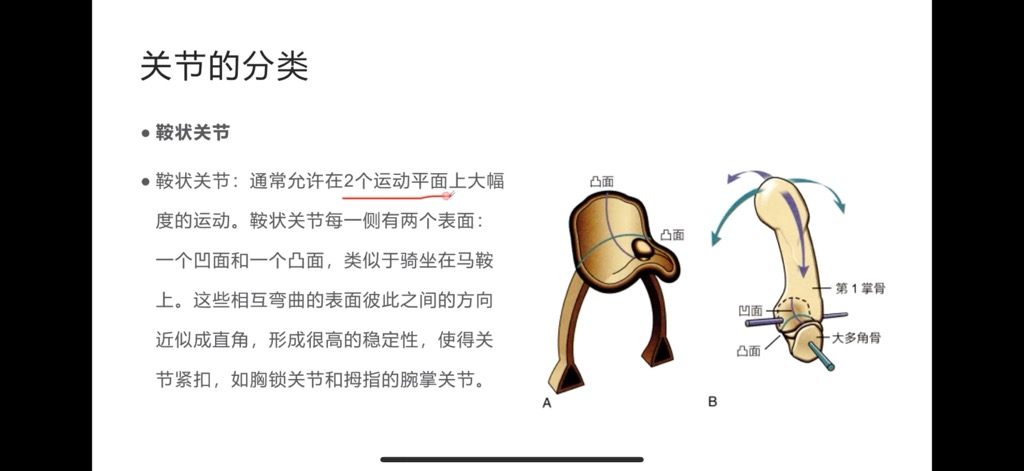 关节的分类
● 鞍状关节
● 鞍状关节：通常允许在2个运动平面上大幅
度的运动。鞍状关节每一侧有两个表面：
一个凹面和一个凸面，类似于骑坐在马鞍
上。这些相互弯曲的表面彼此之间的方向
近似成直角，形成很高的稳定性，使得关
节紧扣，如胸锁关节和拇指的腕掌关节。
凸面
凸面
A
第1掌骨
凹面
大多角骨
凸面
B